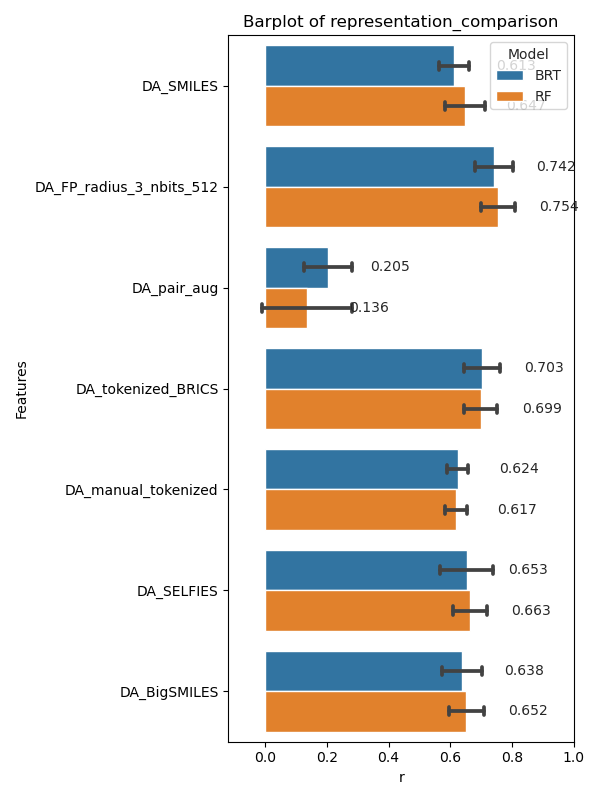 Barplot of representation_comparison
Model
BRT
RF
DA_SMILES
0.613
0.647
DA_FP_radius_3_nbits_512
0.742
0.754
DA_pair_aug
0.205
0.136
DA_tokenized_BRICS
0.703
0.699
DA_manual_tokenized
0.624
0.617
DA_SELFIES
0.653
0.663
DA_BigSMILES
0.638
0.652
Features
0.0 0.2 0.4 0.6 0.8 1.0
r